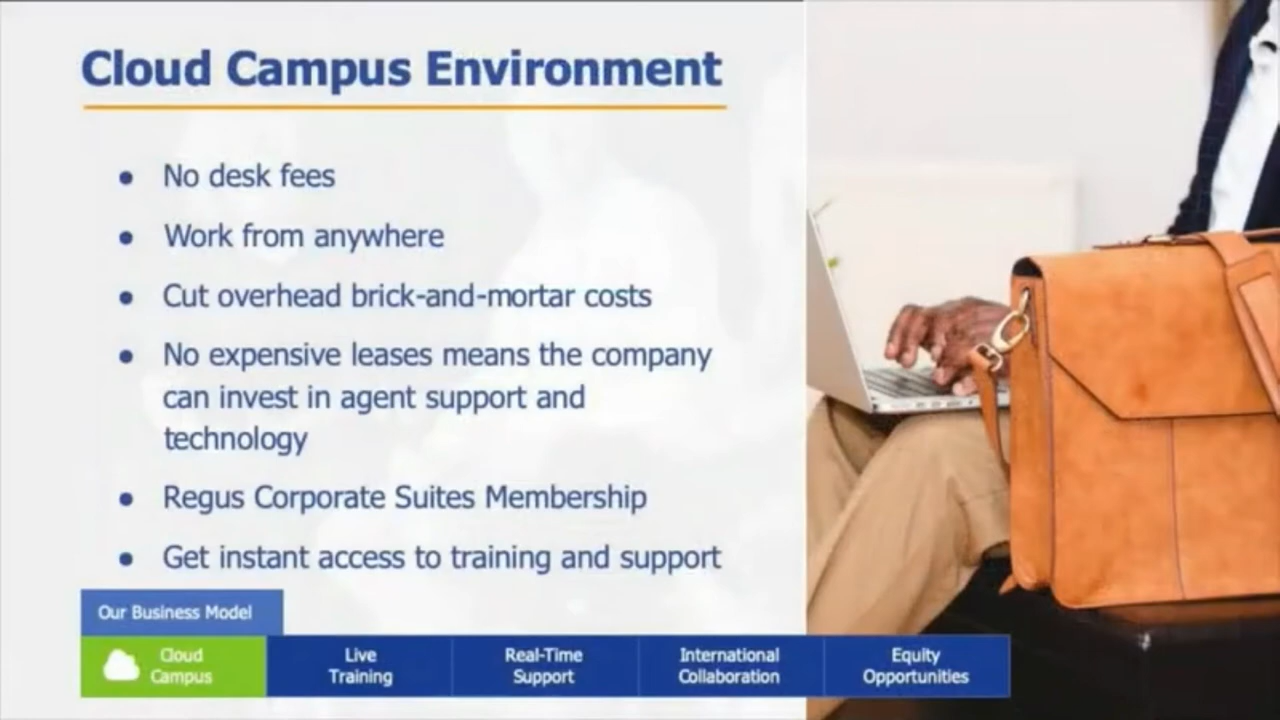 Cloud Campus Environment
• No desk fees
• Work from anywhere
• Cut overhead brick-and-mortar costs
• No expensive leases means the company
can invest in agent support and
technology
• Regus Corporate Suites Membership
• Get instant access to training and support
Our Business Model
Cloud
Campus
Live
Training
Real-Time
Support
International
Collaboration
Equity
Opportunities